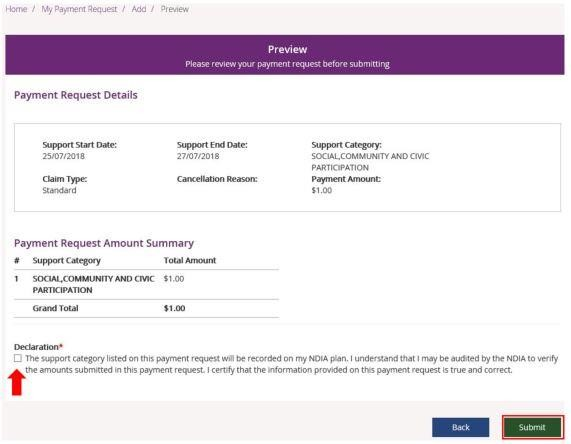 Home / My Payment Request / Add / Preview
Preview
Please review your payment request before submitting
Payment Request Details
Support Start Date: Support End Date: Support Category:
25/07/2018 27/07/2018 SOCIAL,COMMUNITY AND CIVIC
PARTICIPATION
Claim Type: Cancellation Reason: Payment Amount:
Standard $1.00
Payment Request Amount Summary
# Support Category Total Amount
1 SOCIAL,COMMUNITY AND CIVIC $1.00
PARTICIPATION
Grand Total $1.00
Declaration*
The support category listed on this payment request will be recorded on my NDIA plan. I understand that I may be audited by the NDIA to verify
the amounts submitted in this payment request. I certify that the information provided on this payment request is true and correct.
Back Submit